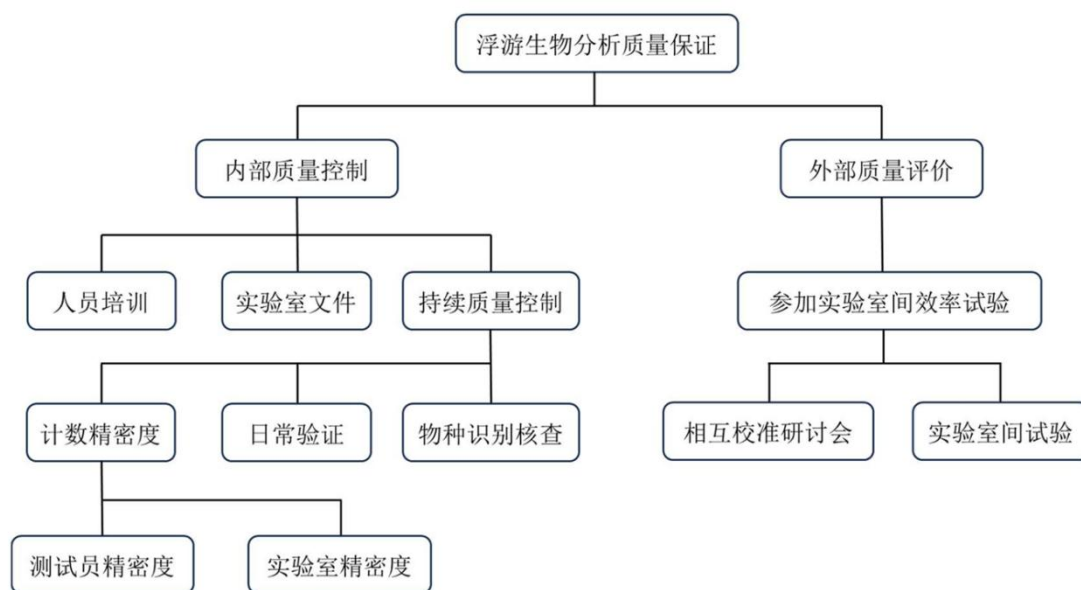 浮游生物分析质量保证
内部质量控制
外部质量评价
人员培训
实验室文件
持续质量控制
参加实验室间效率试验
计数精密度
日常验证
物种识别核查
相互校准研讨会
实验室间试验
测试员精密度
实验室精密度